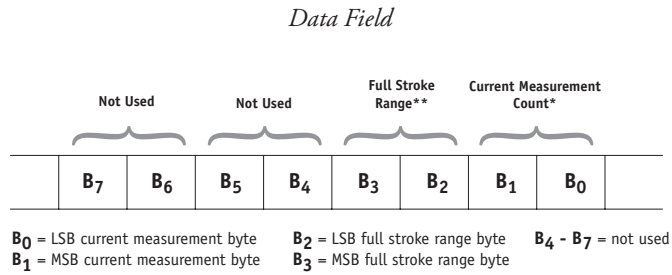 Data Field
Not Used
Not Used
Full Stroke
Range**
Current Measurement
Count*
B7 B6 B5 B4 B3 B2 B1 B0
B0 = LSB current measurement byte
B1 = MSB current measurement byte
B2 = LSB full stroke range byte
B3 = MSB full stroke range byte
B4 - B7 = not used